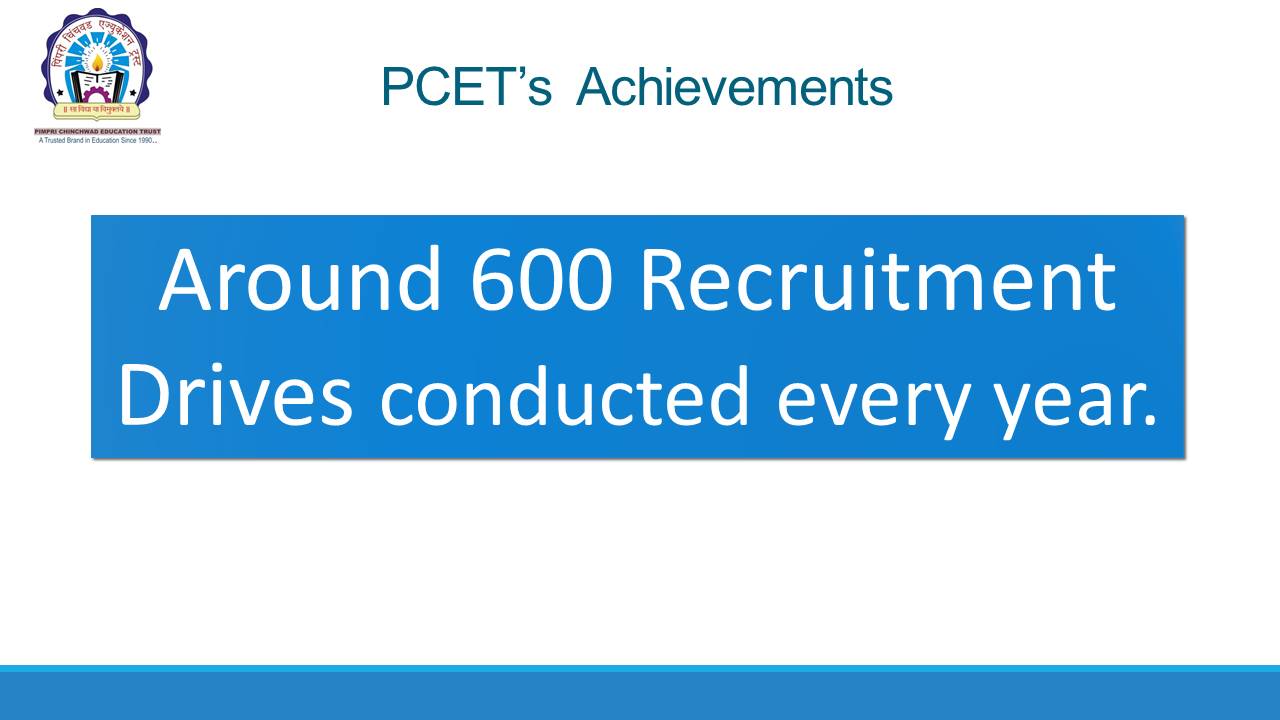 पिंपरी चिंचवड एज्युकेशन ट्रस्ट
॥ सा विद्या या विमुक्तये ॥
PIMPRI CHINCHWAD EDUCATION TRUST
A Trusted Brand in Education Since 1990...
PCET’s Achievements
Around 600 Recruitment
Drives conducted every year.